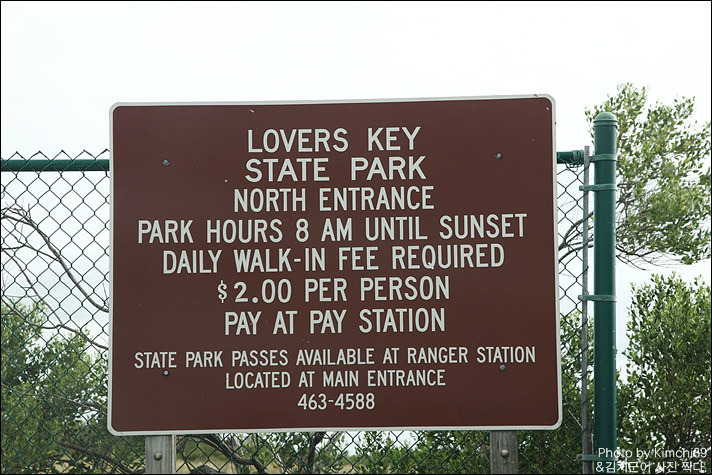 LOVERS KEY
STATE PARK
NORTH ENTRANCE
PARK HOURS 8 AM UNTIL SUNSET
DAILY WALK-IN FEE REQUIRED
$2.00 PER PERSON
PAY AT PAY STATION
STATE PARK PASSES AVAILABLE AT RANGER STATION
LOCATED AT MAIN ENTRANCE
463-4588
Photo by Kimchi39
&김치군이 사진 찍다.